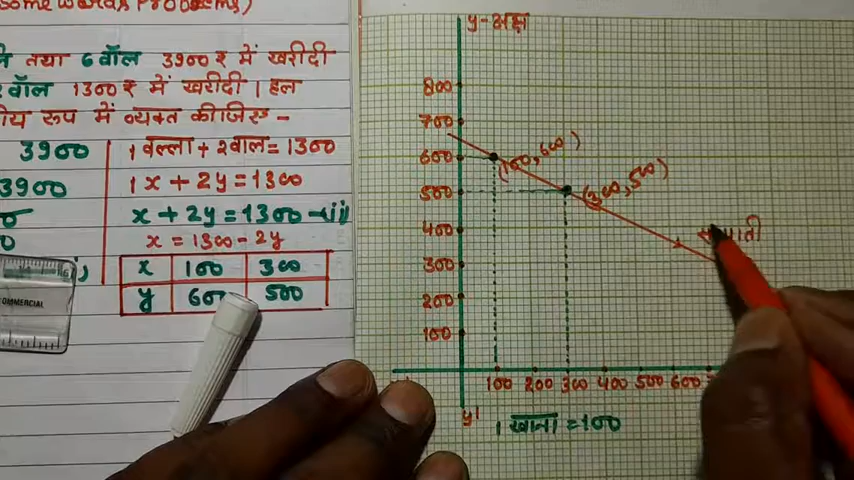 (Some Words Problems)
तथा 6 बॉल 3900 ₹ में खरीदी
बॉल 1300 ₹ में खरीदी । हल
रूप में व्यक्त कीजिए -
3900
3900
0
1 बल्ला + 2 बाल = 1300
1x + 2y = 1300
x + 2y = 1300 -(ii)
x = 1300 - 2y
x 100 300
y 600 500
COMMERCIAL
y-अक्ष
800
700
600
500
400
300
200
100
(100, 600)
(300, 500)
100 200 300 400 500 600
y'
1 खाना = 100